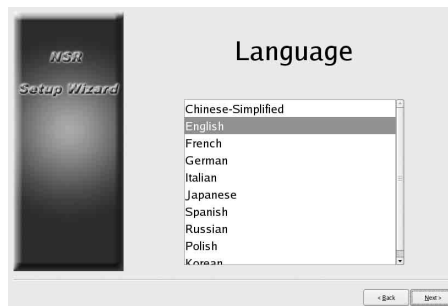 NSR
Setup Wizard
Language
Chinese-Simplified
English
French
German
Italian
Japanese
Spanish
Russian
Polish
Korean
< Back
Next >